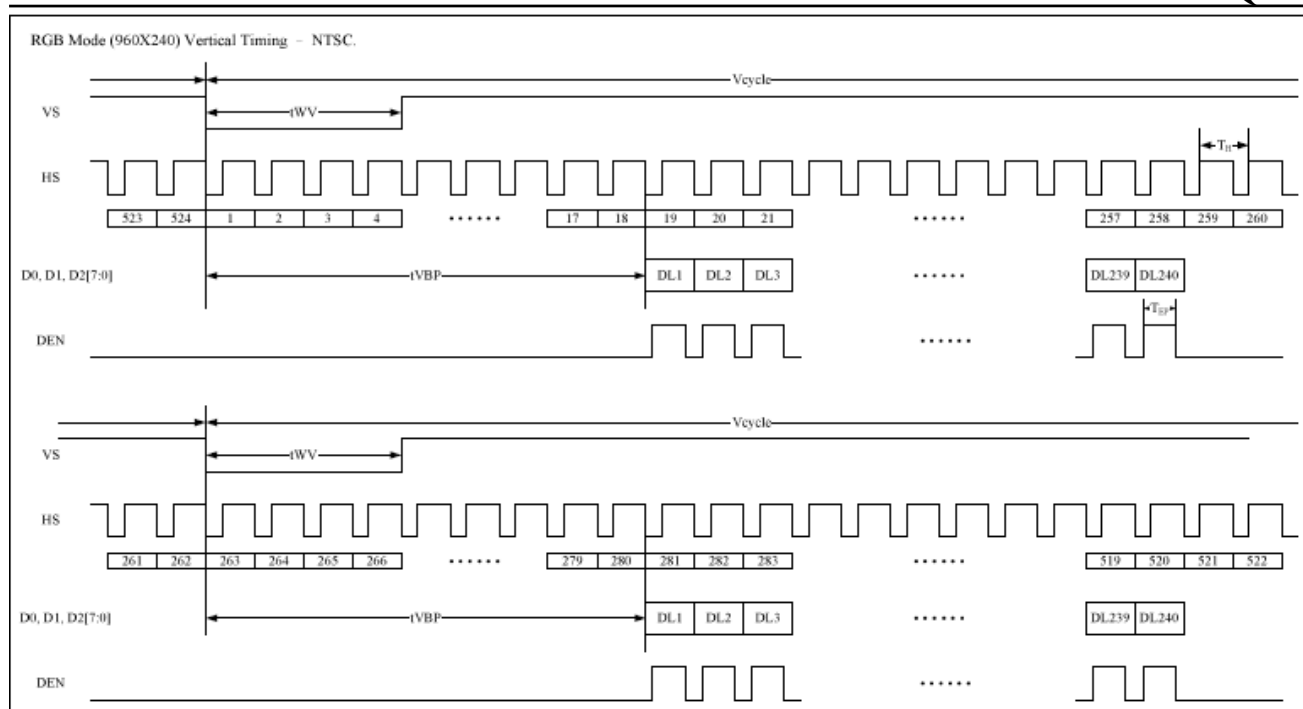 RGB Mode (960X240) Vertical Timing – NTSC.
Vcycle
VS
tWV
TH
HS
523 524 1 2 3 4 ...... 17 18 19 20 21 ...... 257 258 259 260
D0, D1, D2[7:0]
tVBP
DL1 DL2 DL3 ...... DL239 DL240
TEP
DEN
......
Vcycle
VS
tWV
HS
261 262 263 264 265 266 ...... 279 280 281 282 283 ...... 519 520 521 522
D0, D1, D2[7:0]
tVBP
DL1 DL2 DL3 ...... DL239 DL240
DEN
......